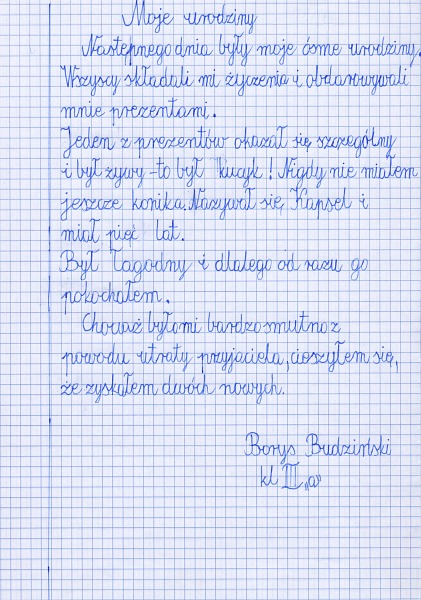 Moje urodziny
Następnego dnia były moje ósme urodziny.
Wszyscy składali mi życzenia i obdarowywali
mnie prezentami.
Jeden z prezentów okazał się szczególny
i był żywy - to był kucyk! Nigdy nie miałem
jeszcze konika. Nazywał się Kapsel i
miał pięć lat.
Był łagodny i dlatego od razu go
pokochałem.
Chociaż było mi bardzo smutno z
powodu utraty przyjaciela, cieszyłem się,
że zyskałem dwóch nowych.
Borys Budziński
kl III „a"